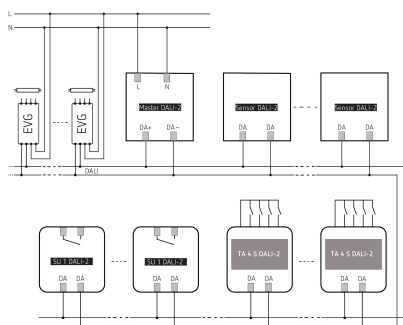 L
N
EVG
EVG
L N
Master DALI-2
DA+ DA−
Sensor DALI-2
DA DA
Sensor DALI-2
DA DA
DALI
SU 1 DALI-2
DA DA
SU 1 DALI-2
DA DA
TA 4 S DALI-2
DA DA
TA 4 S DALI-2
DA DA